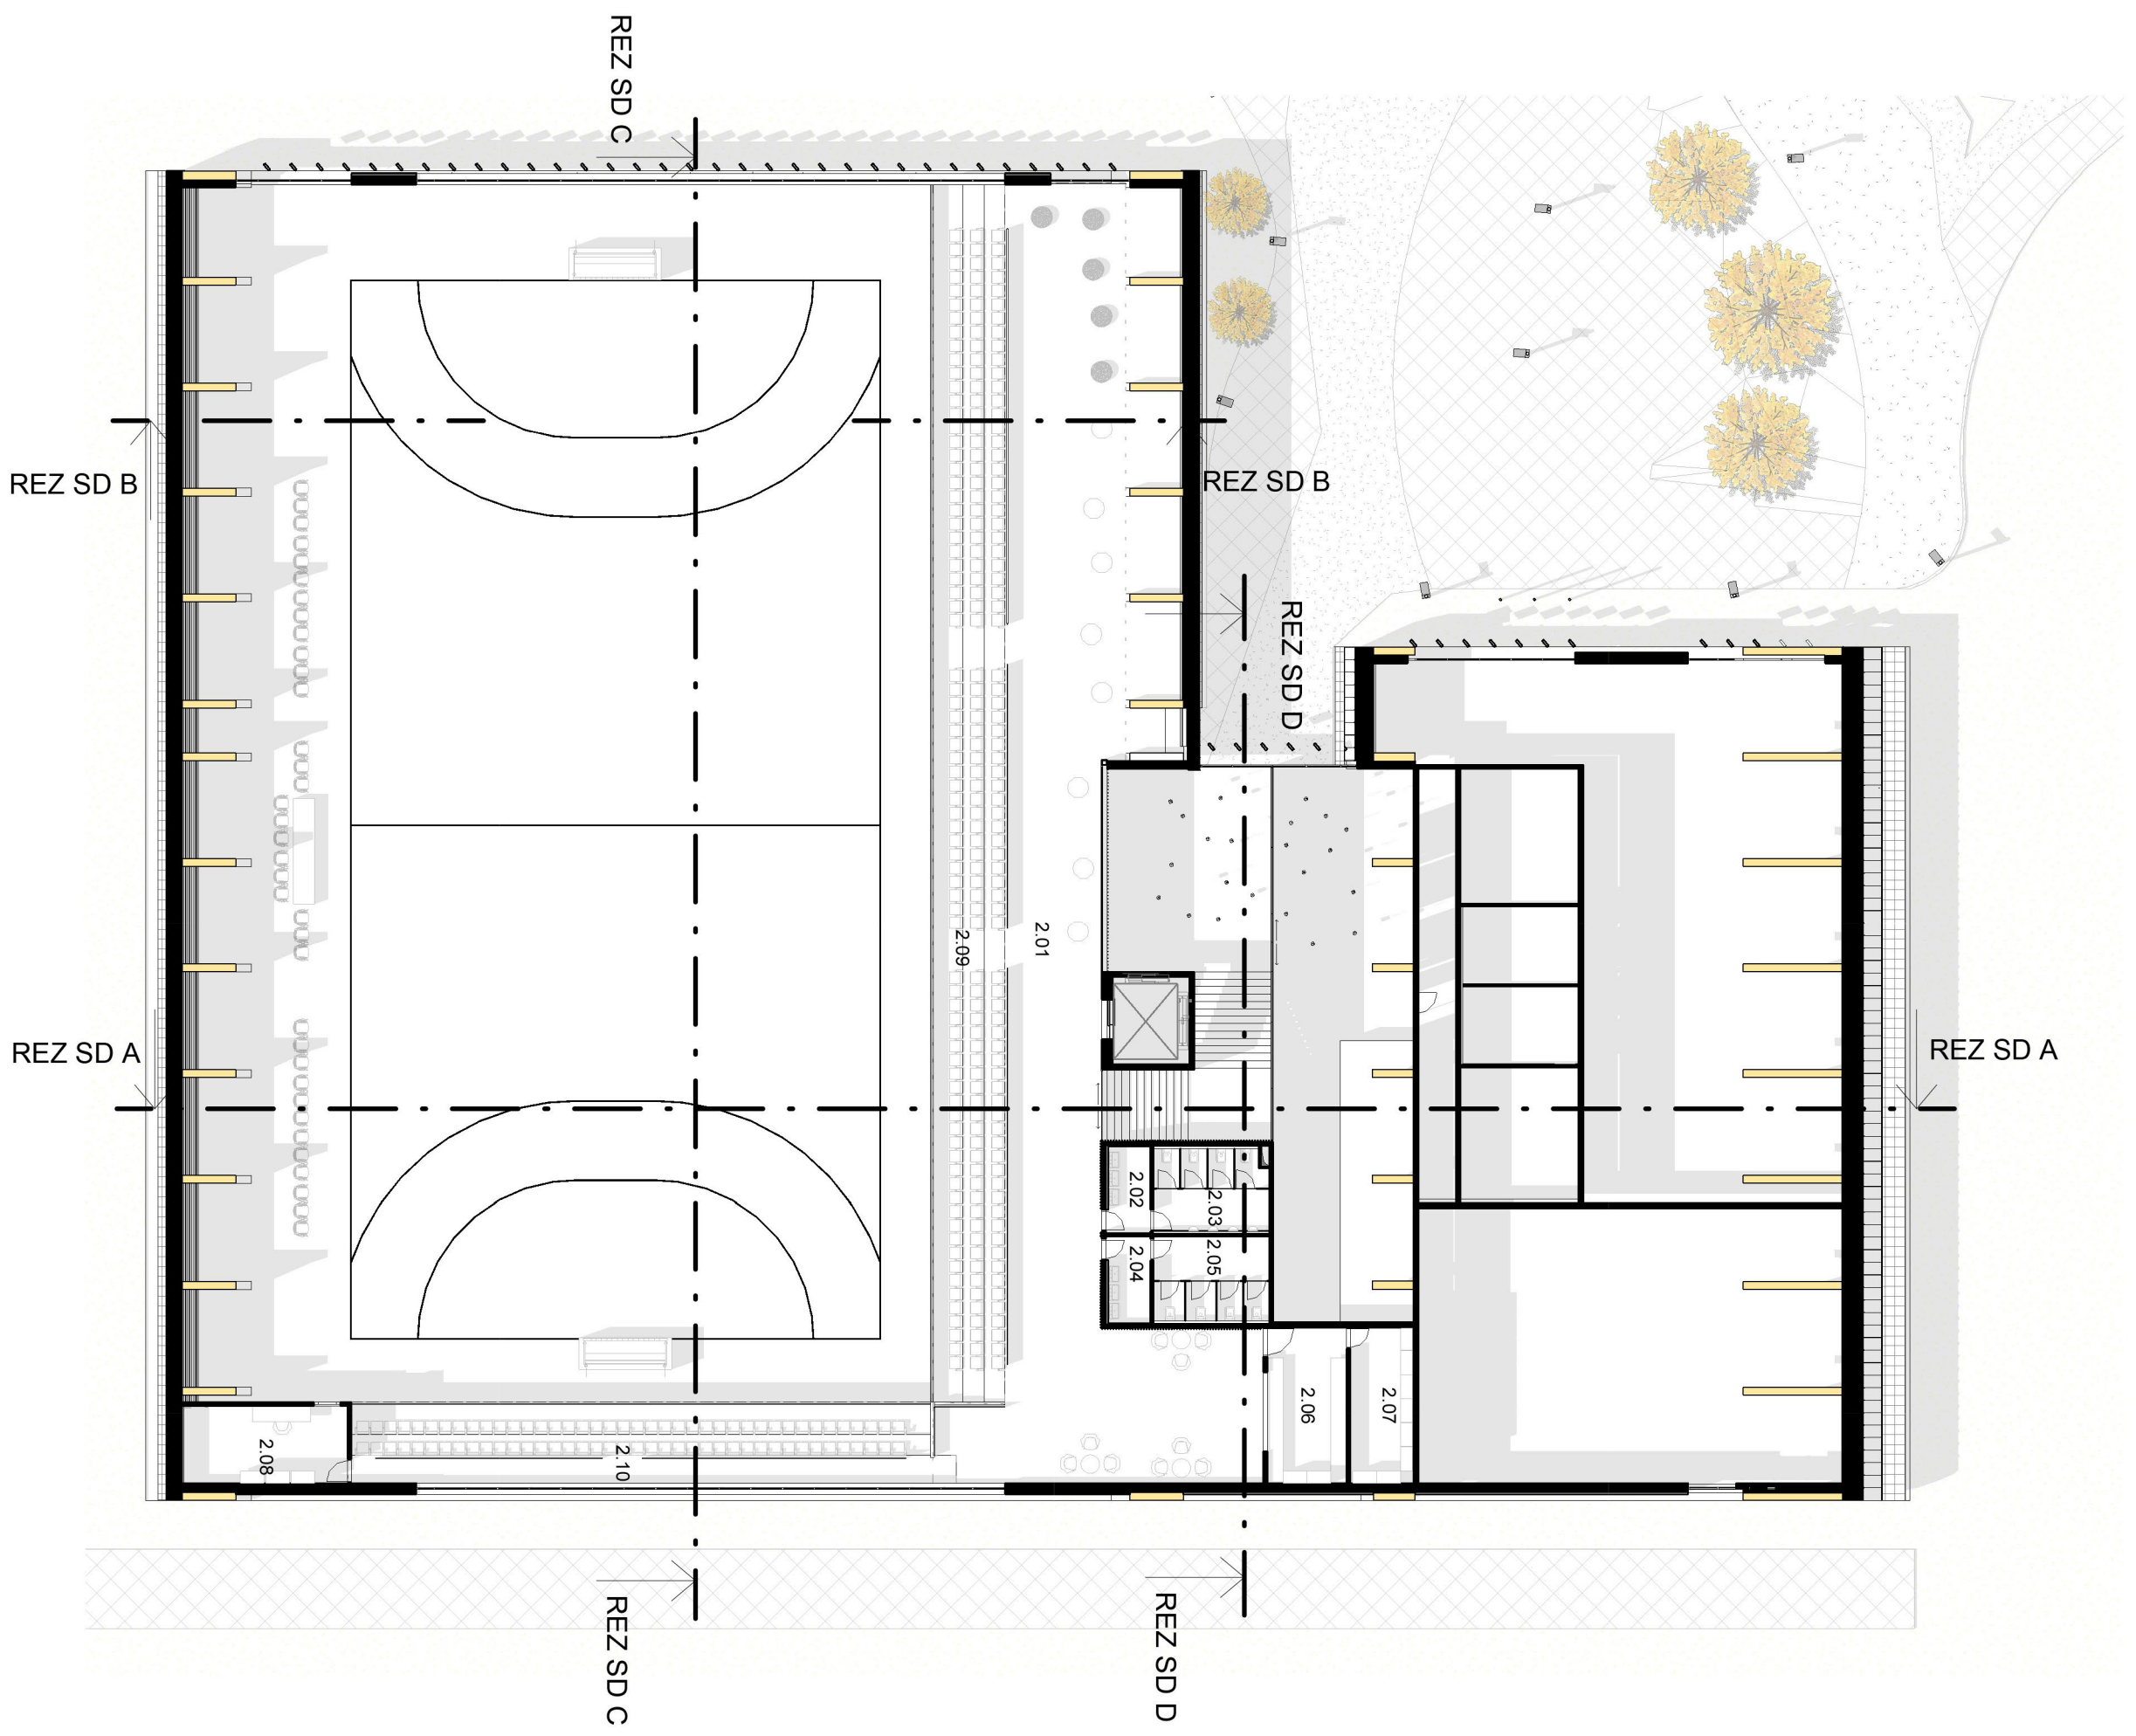 REZ SD C
REZ SD B
REZ SD B
REZ SD D
2.09
2.01
REZ SD A
REZ SD A
2.02
2.03
2.04
2.05
2.06
2.07
2.08
2.10
REZ SD C
REZ SD D